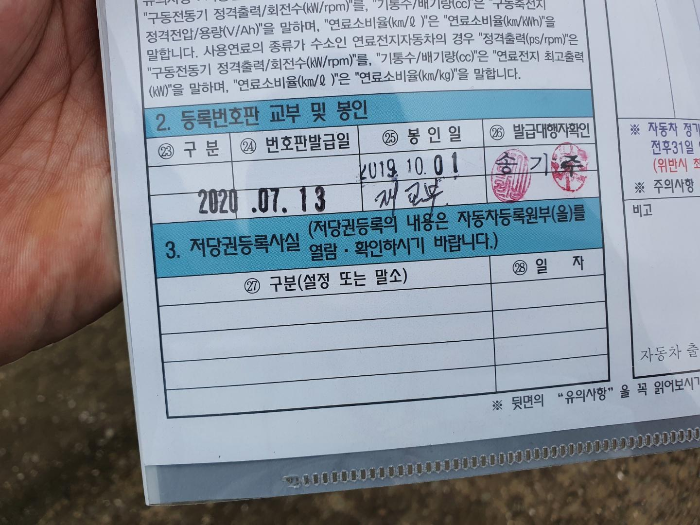 "구동전동기 정격출력/회전수(kW/rpm)"를, "기통수/배기량(cc)"은 "구동축전지
정격전압/용량(V/Ah)"을 말하며, "연료소비율(km/ℓ)"은 "연료소비율(km/kWh)"을
말합니다. 사용연료의 종류가 수소인 연료전지자동차의 경우 "정격출력(ps/rpm)"은
"구동전동기 정격출력/회전수(kW/rpm)"를, "기통수/배기량(cc)"은 "연료전지 최고출력
(kW)"을 말하며, "연료소비율(km/ℓ)"은 "연료소비율(km/kg)"을 말합니다.
2. 등록번호판 교부 및 봉인
㉓ 구 분 ㉔ 번호판발급일 ㉕ 봉 인 일 ㉖ 발급대행자확인
2019. 10. 01 송 기
2020 .07. 13 재교부
3. 저당권등록사실 (저당권등록의 내용은 자동차등록원부(을)를
열람 · 확인하시기 바랍니다.)
㉗ 구분(설정 또는 말소) ㉘ 일 자
※ 뒷면의 "유의사항"을 꼭 읽어보시기
※ 자동차 정기
전후31일
(위반시
※ 주의사항
비고
자동차 출